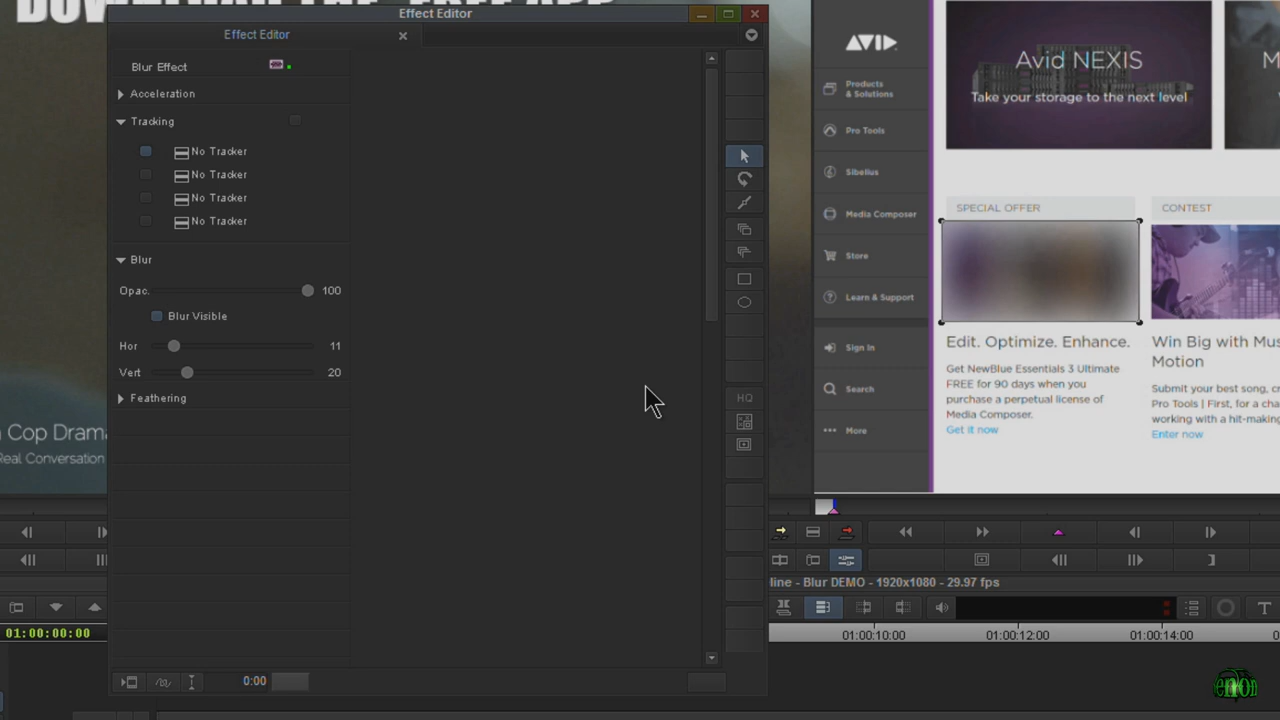 DOWNLOAD THE FREE APP
Effect Editor
Effect Editor
Blur Effect
Acceleration
Tracking
No Tracker
No Tracker
No Tracker
No Tracker
Blur
Opac. 100
Blur Visible
Hor 11
Vert 20
Feathering
HQ
0:00
Cop Drama
Real Conversation
01:00:00:00
AVID
Products
& Solutions
Pro Tools
Sibelius
Media Composer
Store
Learn & Support
Sign In
Search
More
Avid NEXIS
Take your storage to the next level
SPECIAL OFFER
Edit. Optimize. Enhance.
Get NewBlue Essentials 3 Ultimate
FREE for 90 days when you
purchase a perpetual license of
Media Composer.
Get it now
CONTEST
Win Big with Mus
Motion
Submit your best song, c
Pro Tools | First, for a cha
working with a hit-making
Enter now
line - Blur DEMO - 1920x1080 - 29.97 fps
T
01:00:10:00
01:00:12:00
01:00:14:00